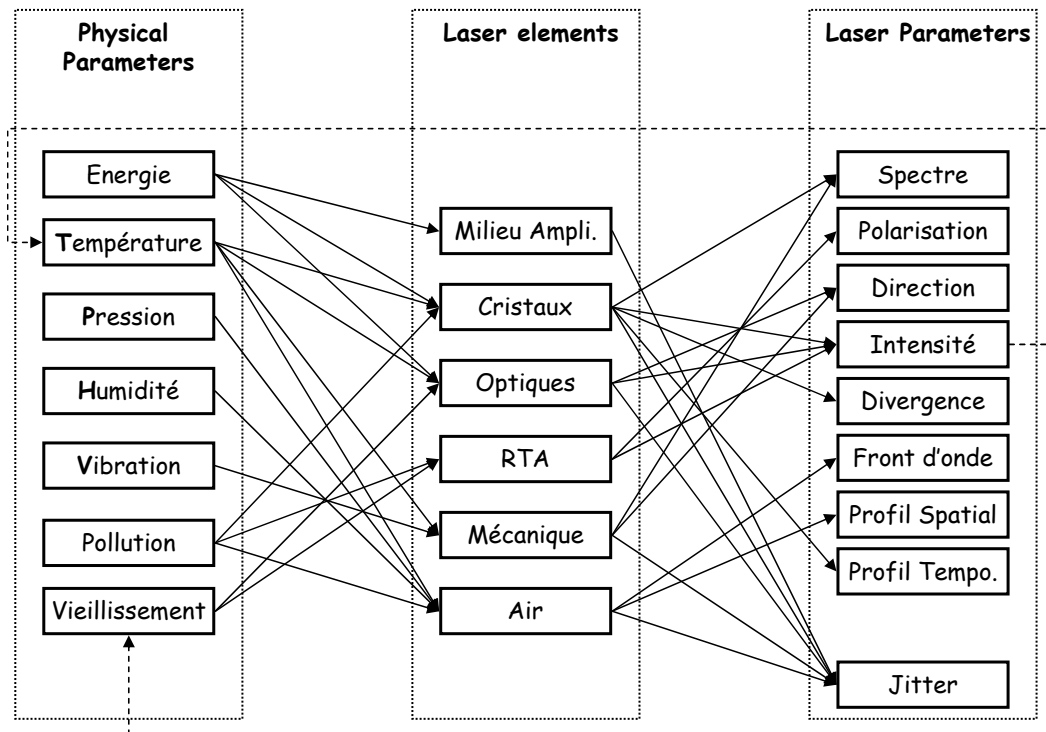 Physical
Parameters
Energie
Température
Pression
Humidité
Vibration
Pollution
Vieillissement
Laser elements
Milieu Ampli.
Cristaux
Optiques
RTA
Mécanique
Air
Laser Parameters
Spectre
Polarisation
Direction
Intensité
Divergence
Front d'onde
Profil Spatial
Profil Tempo.
Jitter